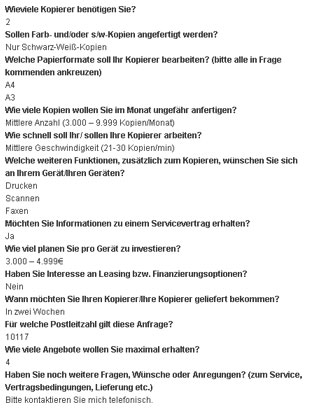 Wieviele Kopierer benötigen Sie?
2
Sollen Farb- und/oder s/w-Kopien angefertigt werden?
Nur Schwarz-Weiß-Kopien
Welche Papierformate soll Ihr Kopierer bearbeiten? (bitte alle in Frage
kommenden ankreuzen)
A4
A3
Wie viele Kopien wollen Sie im Monat ungefähr anfertigen?
Mittlere Anzahl (3.000 – 9.999 Kopien/Monat)
Wie schnell soll Ihr/ sollen Ihre Kopierer arbeiten?
Mittlere Geschwindigkeit (21-30 Kopien/min)
Welche weiteren Funktionen, zusätzlich zum Kopieren, wünschen Sie sich
an Ihrem Gerät/Ihren Geräten?
Drucken
Scannen
Faxen
Möchten Sie Informationen zu einem Servicevertrag erhalten?
Ja
Wie viel planen Sie pro Gerät zu investieren?
3.000 – 4.999€
Haben Sie Interesse an Leasing bzw. Finanzierungsoptionen?
Nein
Wann möchten Sie Ihren Kopierer/Ihre Kopierer geliefert bekommen?
In zwei Wochen
Für welche Postleitzahl gilt diese Anfrage?
10117
Wie viele Angebote wollen Sie maximal erhalten?
4
Haben Sie noch weitere Fragen, Wünsche oder Anregungen? (zum Service,
Vertragsbedingungen, Lieferung etc.)
Bitte kontaktieren Sie mich telefonisch.